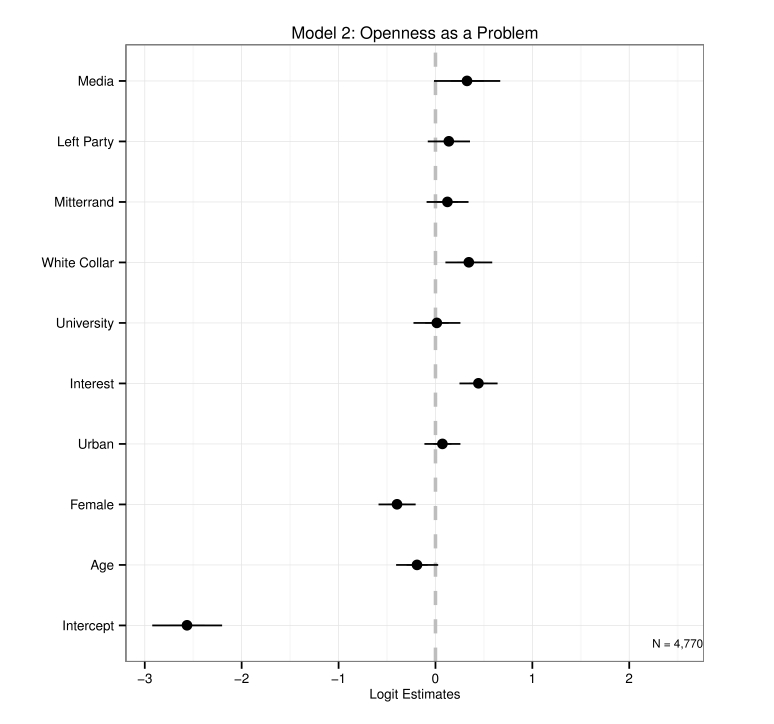 Model 2: Openness as a Problem
Media
Left Party
Mitterrand
White Collar
University
Interest
Urban
Female
Age
Intercept
N = 4,770
−3 −2 −1 0 1 2
Logit Estimates